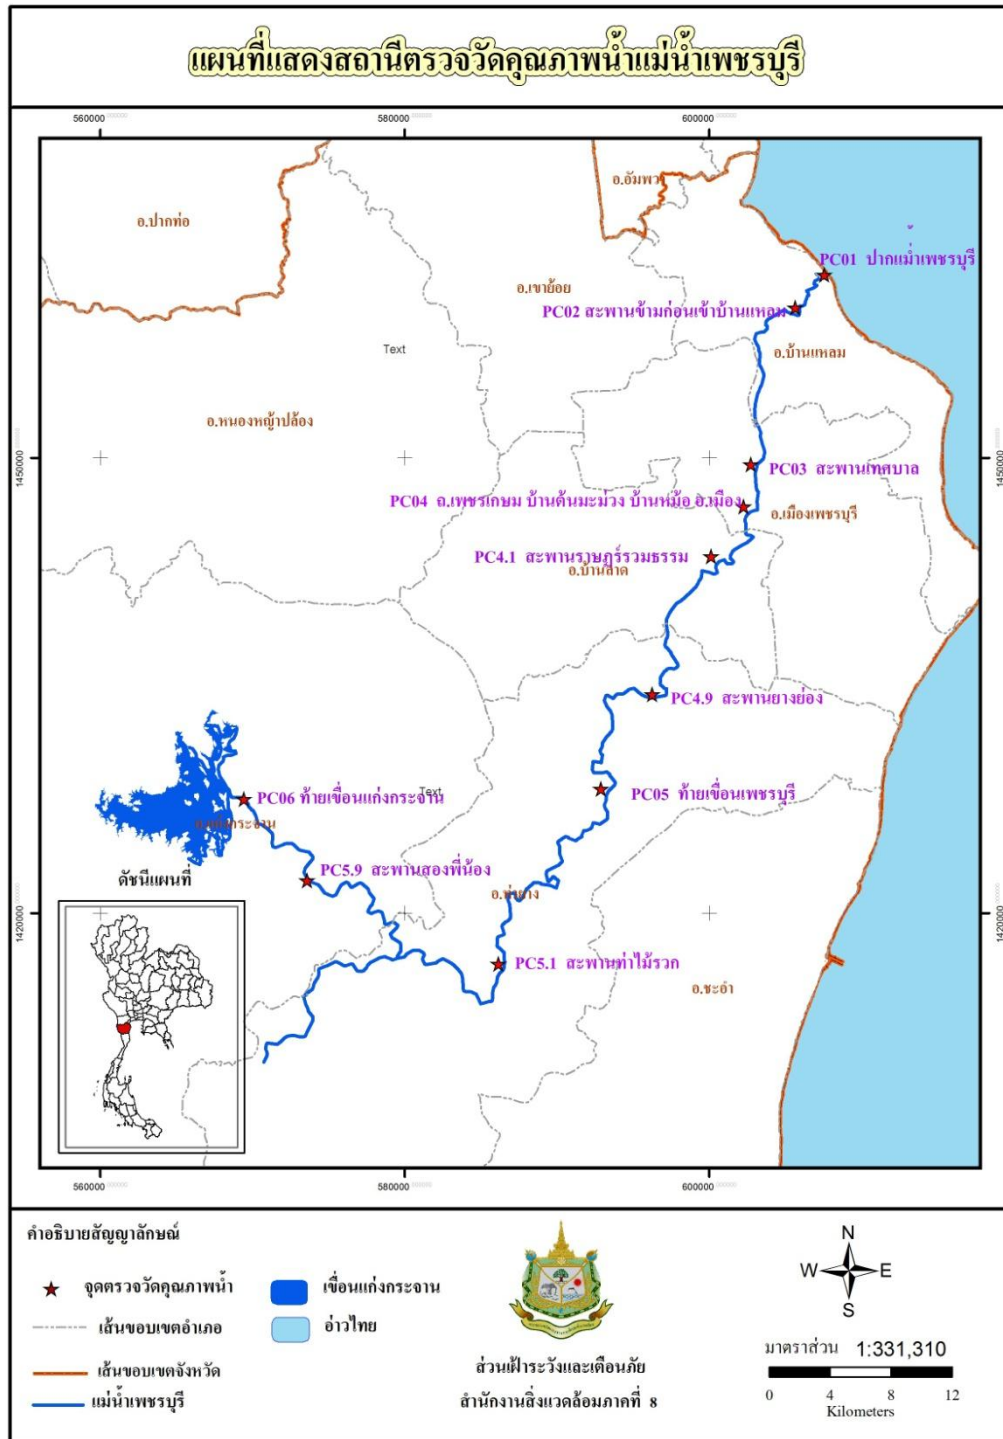 แผนที่แสดงสถานีตรวจวัดคุณภาพน้ำแม่น้ำเพชรบุรี
560000 580000 600000
อ.อัมพวา
อ.ปากท่อ
PC01 ปากแม่ำเพชรบุรี
อ.เขาย้อย
PC02 สะพานข้ามก่อนเข้าบ้านแหลม
Text
อ.บ้านแหลม
อ.หนองหญ้าปล้อง
1450000 1450000
PC03 สะพานเทศบาล
PC04 ถ.เพชรเกษม บ้านต้นมะม่วง บ้านหม้อ อ.เมือง
อ.เมืองเพชรบุรี
PC4.1 สะพานราษฎร์รวมธรรม
อ.บ้านลาด
PC4.9 สะพานยางย่อง
Text
PC05 ท้ายเขื่อนเพชรบุรี
PC06 ท้ายเขื่อนแก่งกระจาน
อ.แก่งกระจาน
PC5.9 สะพานสองพี่น้อง
ดัชนีแผนที่
อ.ท่ายาง
1420000 1420000
PC5.1 สะพานท่าไม้รวก
อ.ชะอำ
560000 580000 600000
คำอธิบายสัญญาลักษณ์
จุดตรวจวัดคุณภาพน้ำ
เส้นขอบเขตอำเภอ
เส้นขอบเขตจังหวัด
แม่น้ำเพชรบุรี
เขื่อนแก่งกระจาน
อ่าวไทย
ส่วนเฝ้าระวังและเตือนภัย
สำนักงานสิ่งแวดล้อมภาคที่ 8
N
W E
S
มาตราส่วน 1:331,310
0 4 8 12
Kilometers